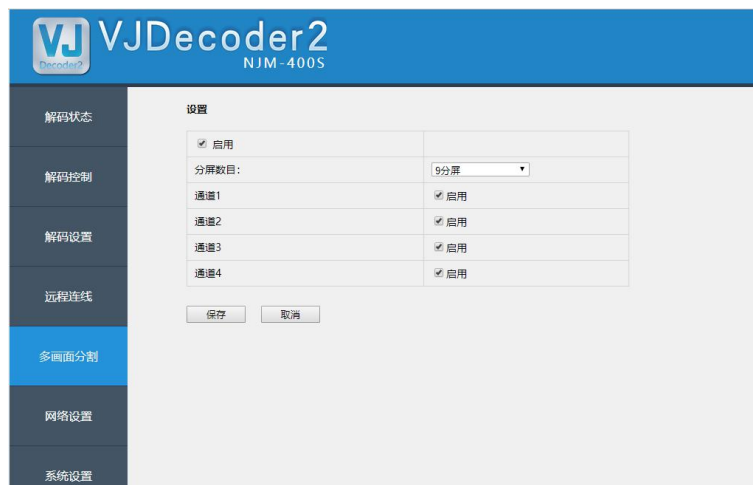 VJ VJDecoder2
Decoder2 NJM-400S
解码状态
解码控制
解码设置
远程连线
多画面分割
网络设置
系统设置
设置
启用
分屏数目: 9分屏
通道1 启用
通道2 启用
通道3 启用
通道4 启用
保存 取消